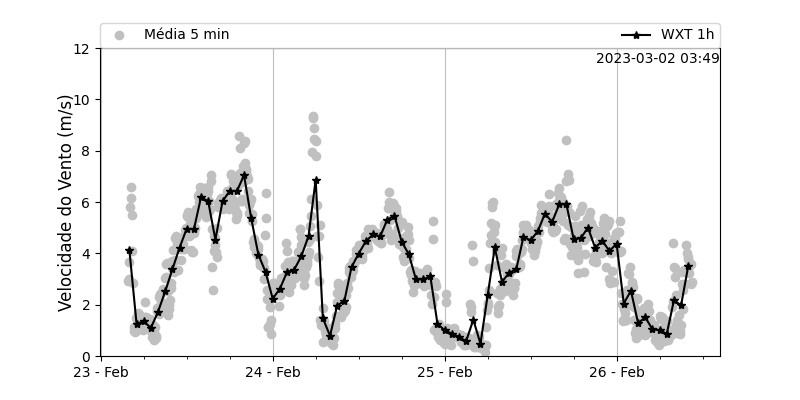 Média 5 min
WXT 1h
2023-03-02 03:49
Velocidade do Vento (m/s)
12
10
8
6
4
2
0
23 - Feb
24 - Feb
25 - Feb
26 - Feb